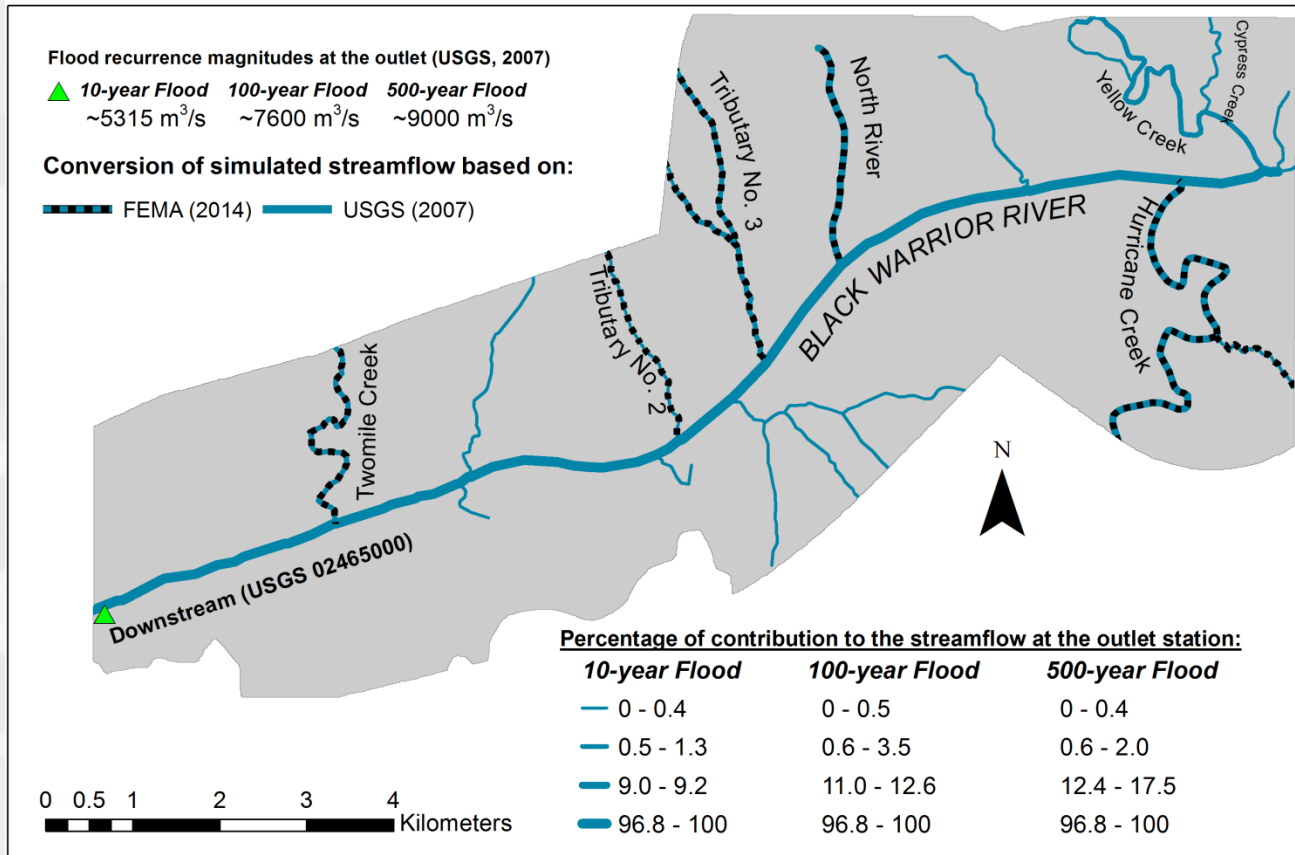 Flood recurrence magnitudes at the outlet (USGS, 2007)
10-year Flood 100-year Flood 500-year Flood
~5315 m³/s ~7600 m³/s ~9000 m³/s
Conversion of simulated streamflow based on:
FEMA (2014) USGS (2007)
Tributary No. 3
North River
Yellow Creek
Cypress Creek
BLACK WARRIOR RIVER
Hurricane Creek
Tributary No. 2
Twomile Creek
N
Downstream (USGS 02465000)
Percentage of contribution to the streamflow at the outlet station:
10-year Flood 100-year Flood 500-year Flood
0 - 0.4 0 - 0.5 0 - 0.4
0.5 - 1.3 0.6 - 3.5 0.6 - 2.0
9.0 - 9.2 11.0 - 12.6 12.4 - 17.5
96.8 - 100 96.8 - 100 96.8 - 100
0 0.5 1 2 3 4
Kilometers